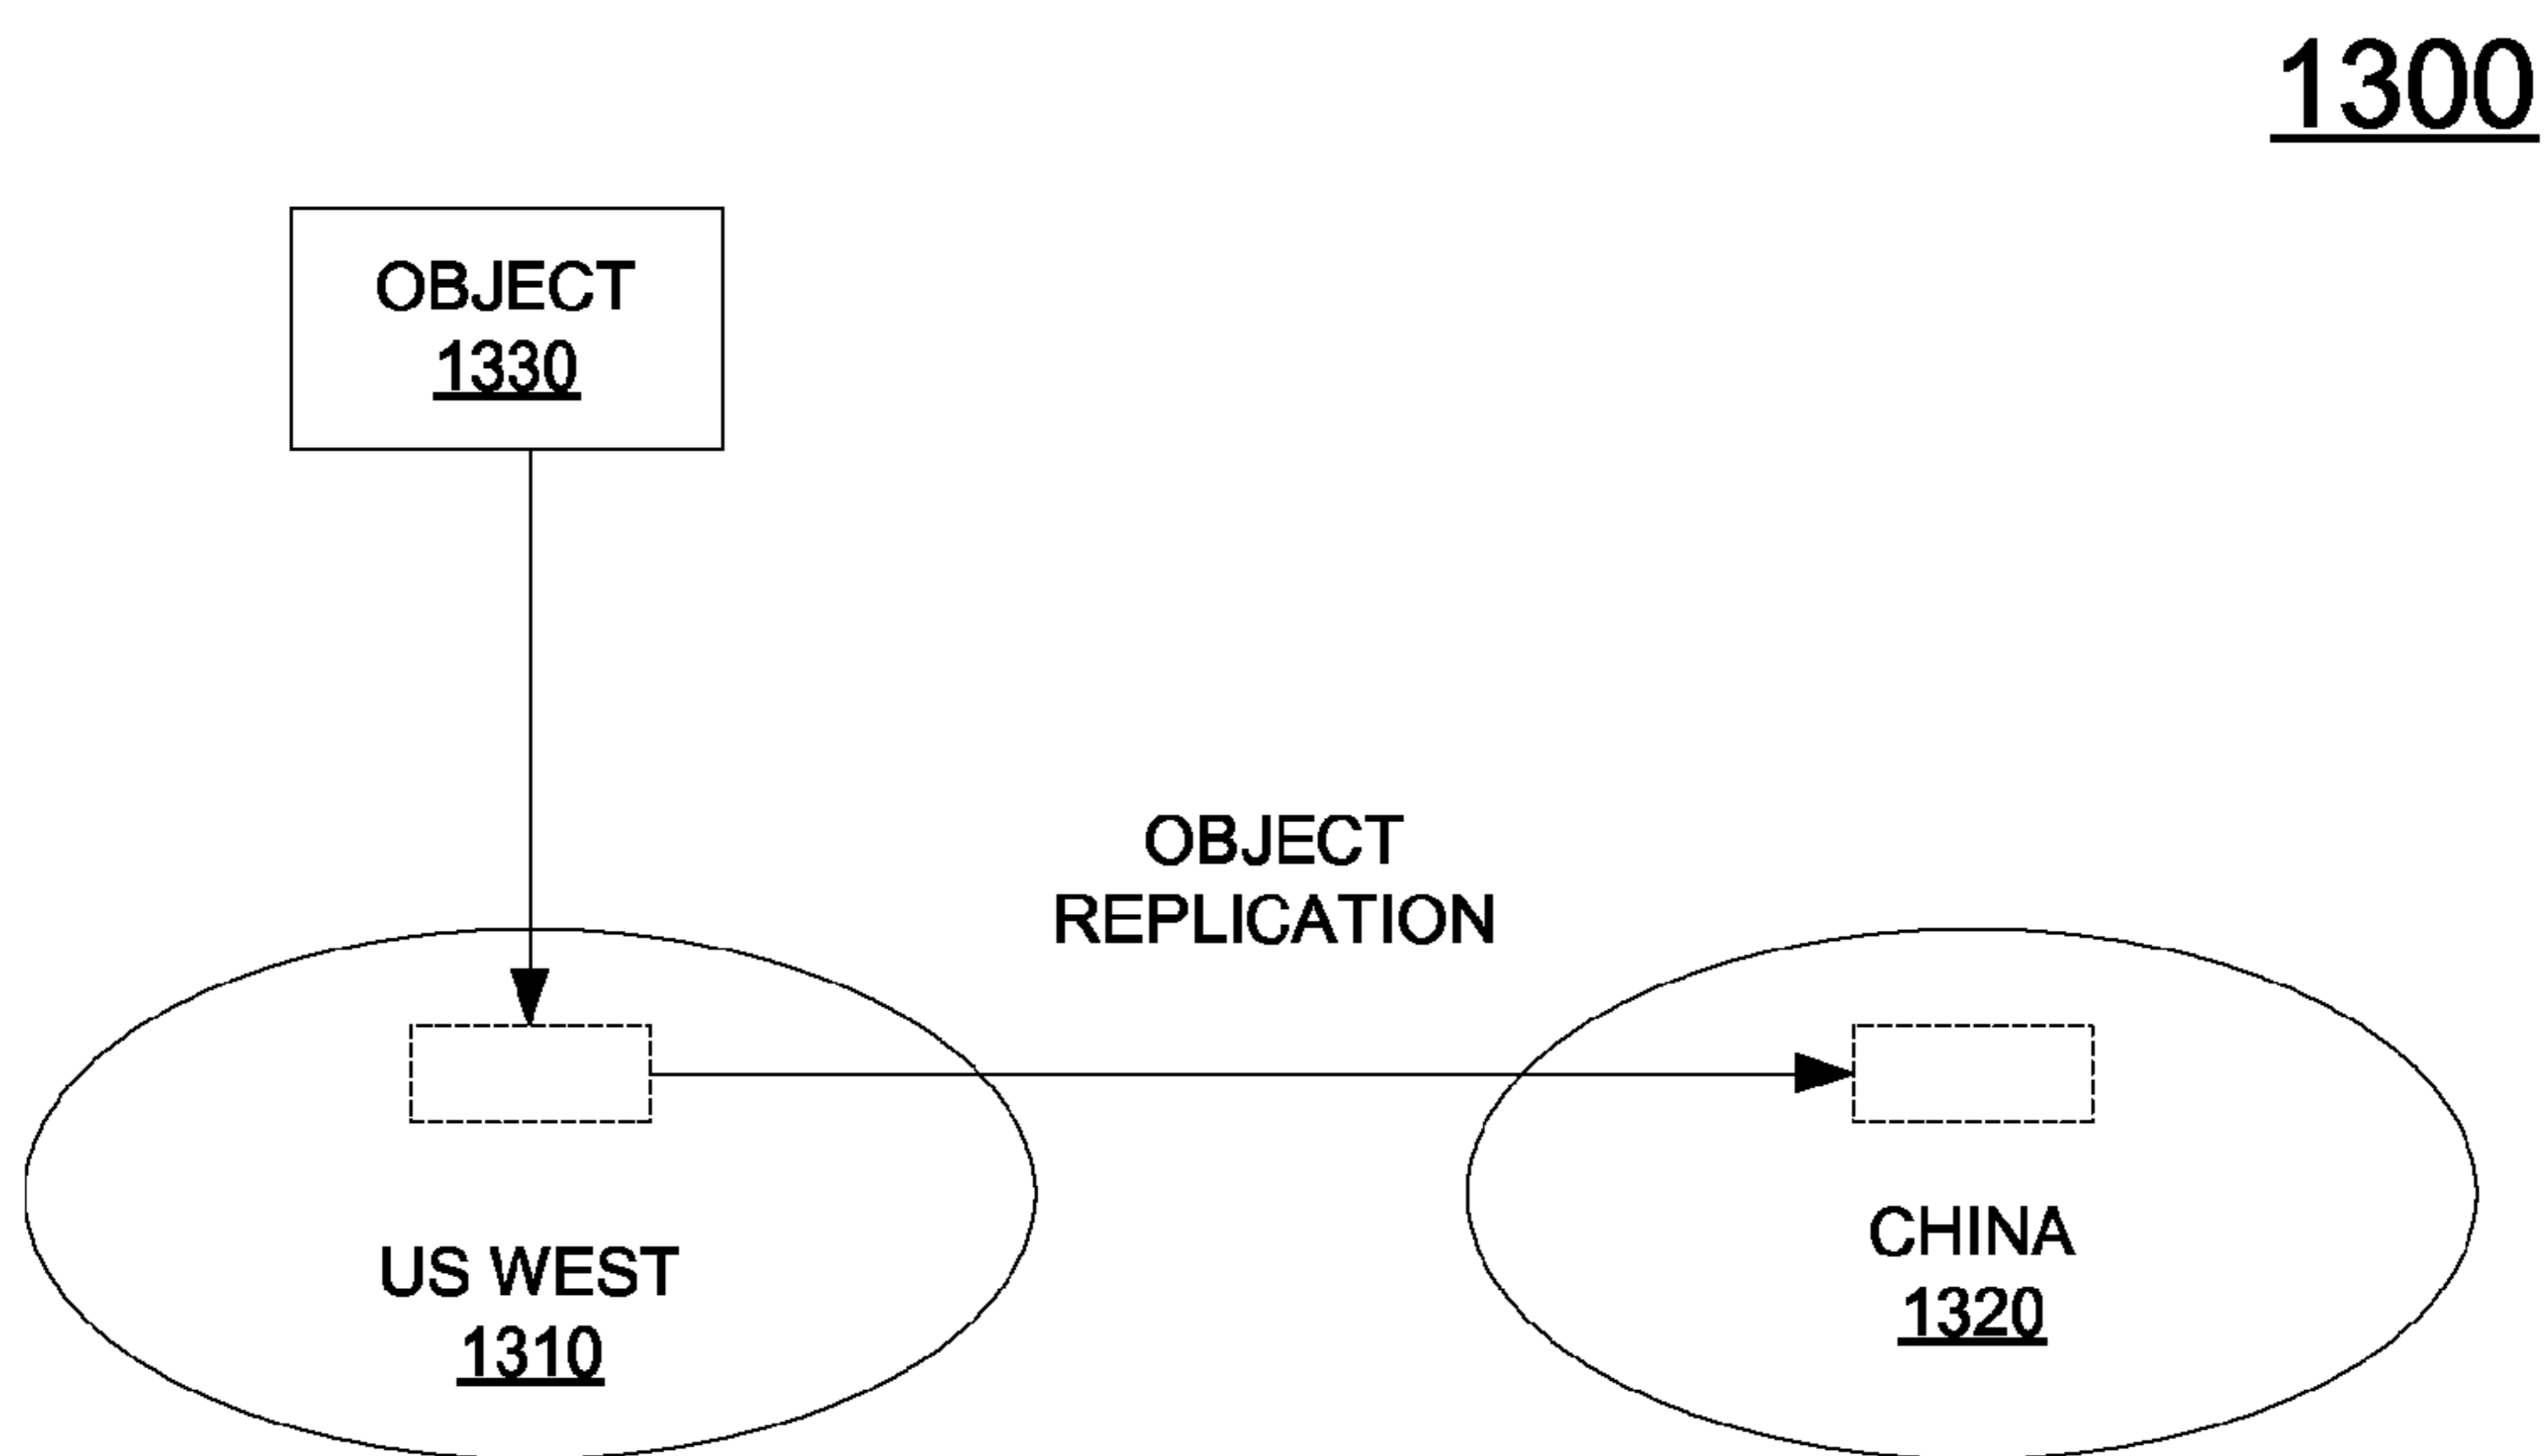 1300
OBJECT
1330
OBJECT
REPLICATION
US WEST
1310
CHINA
1320